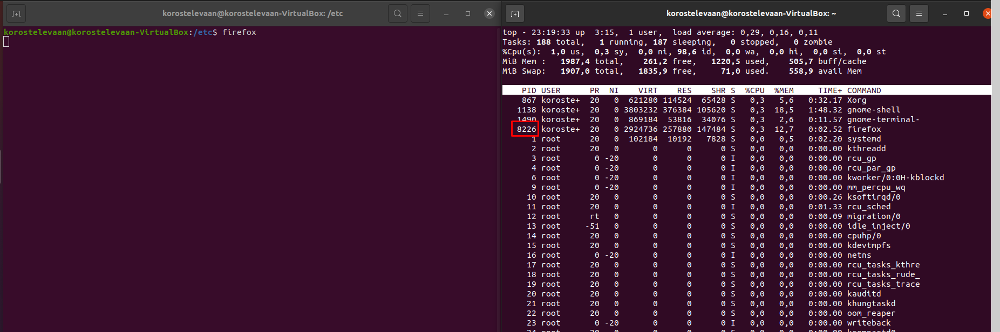 korostelevaan@korostelevaan-VirtualBox: /etc
korostelevaan@korostelevaan-VirtualBox:/etc$ firefox
korostelevaan@korostelevaan-VirtualBox: ~
top - 23:19:33 up  3:15,  1 user,  load average: 0,29, 0,16, 0,11
Tasks: 188 total,   1 running, 187 sleeping,   0 stopped,   0 zombie
%Cpu(s):  1,0 us,  0,3 sy,  0,0 ni, 98,6 id,  0,0 wa,  0,0 hi,  0,0 si,  0,0 st
MiB Mem :   1987,4 total,    261,2 free,   1220,5 used,    505,7 buff/cache
MiB Swap:   1907,0 total,   1835,9 free,     71,0 used.    558,9 avail Mem
PID USER      PR  NI    VIRT    RES    SHR S  %CPU  %MEM     TIME+ COMMAND
867 koroste+  20   0  621280 114524  65428 S   0,3   5,6   0:32.17 Xorg
1138 koroste+  20   0 3803232 376384 105620 S   0,3  18,5   1:48.32 gnome-shell
1490 koroste+  20   0  869184  53816  34076 S   0,3   2,6   0:11.57 gnome-terminal-
8226 koroste+  20   0 2924736 257880 147484 S   0,3  12,7   0:02.52 firefox
1 root      20   0  102184  10192   7828 S   0,0   0,5   0:02.20 systemd
2 root      20   0       0      0      0 S   0,0   0,0   0:00.00 kthreadd
3 root       0 -20       0      0      0 I   0,0   0,0   0:00.00 rcu_gp
4 root       0 -20       0      0      0 I   0,0   0,0   0:00.00 rcu_par_gp
6 root       0 -20       0      0      0 I   0,0   0,0   0:00.00 kworker/0:0H-kblockd
9 root       0 -20       0      0      0 I   0,0   0,0   0:00.00 mm_percpu_wq
10 root      20   0       0      0      0 S   0,0   0,0   0:00.26 ksoftirqd/0
11 root      20   0       0      0      0 I   0,0   0,0   0:01.33 rcu_sched
12 root      rt   0       0      0      0 S   0,0   0,0   0:00.09 migration/0
13 root     -51   0       0      0      0 S   0,0   0,0   0:00.00 idle_inject/0
14 root      20   0       0      0      0 S   0,0   0,0   0:00.00 cpuhp/0
15 root      20   0       0      0      0 S   0,0   0,0   0:00.00 kdevtmpfs
16 root       0 -20       0      0      0 I   0,0   0,0   0:00.00 netns
17 root      20   0       0      0      0 S   0,0   0,0   0:00.00 rcu_tasks_kthre
18 root      20   0       0      0      0 S   0,0   0,0   0:00.00 rcu_tasks_rude_
19 root      20   0       0      0      0 S   0,0   0,0   0:00.00 rcu_tasks_trace
20 root      20   0       0      0      0 S   0,0   0,0   0:00.00 kauditd
21 root      20   0       0      0      0 S   0,0   0,0   0:00.00 khungtaskd
22 root      20   0       0      0      0 S   0,0   0,0   0:00.00 oom_reaper
23 root       0 -20       0      0      0 I   0,0   0,0   0:00.00 writeback